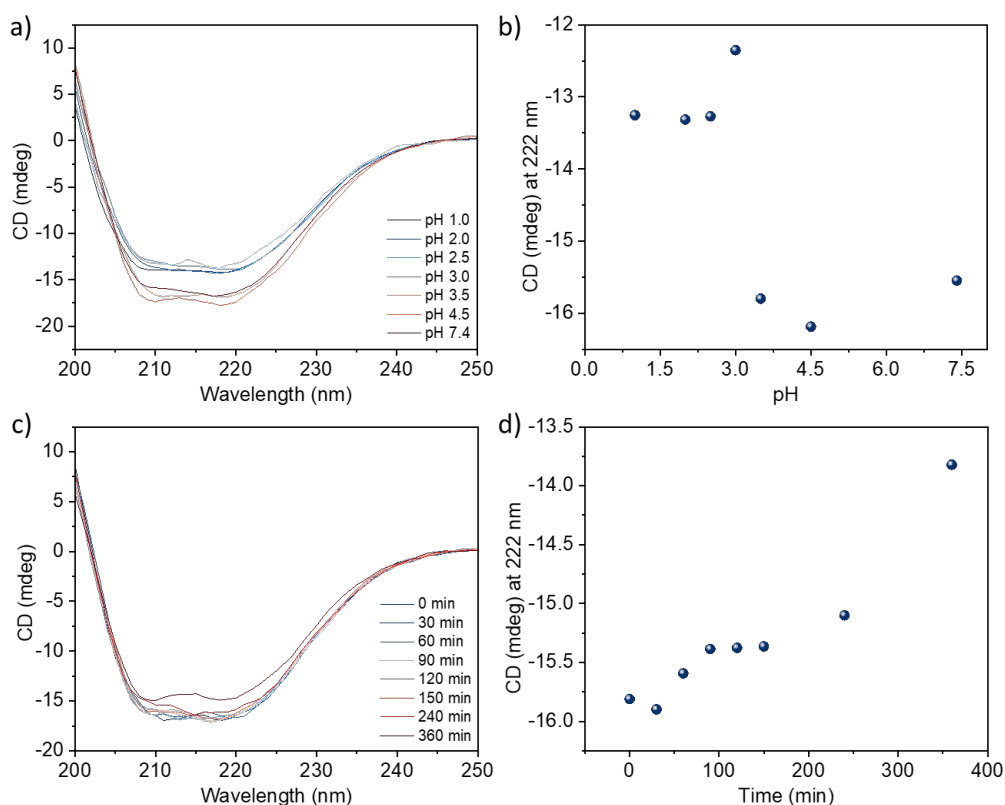 a)
10
5
0
-5
-10
-15
-20
CD (mdeg)
200 210 220 230 240 250
Wavelength (nm)
pH 1.0
pH 2.0
pH 2.5
pH 3.0
pH 3.5
pH 4.5
pH 7.4
b)
-12
-13
-14
-15
-16
CD (mdeg) at 222 nm
0.0 1.5 3.0 4.5 6.0 7.5
pH
c)
10
5
0
-5
-10
-15
-20
CD (mdeg)
200 210 220 230 240 250
Wavelength (nm)
0 min
30 min
60 min
90 min
120 min
150 min
240 min
360 min
d)
-13.5
-14.0
-14.5
-15.0
-15.5
-16.0
CD (mdeg) at 222 nm
0 100 200 300 400
Time (min)